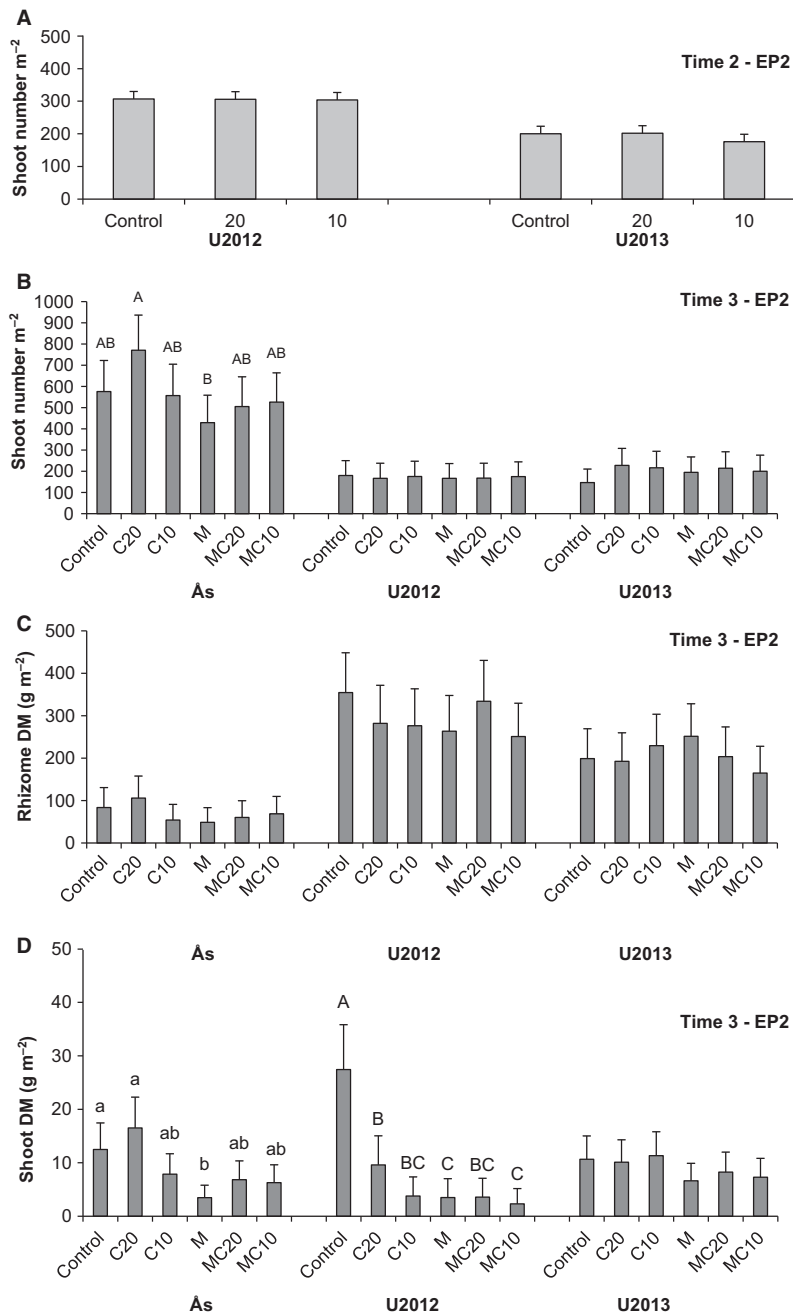 A
Shoot number m⁻²
500
400
300
200
100
0
Time 2 - EP2
Control 20 10 Control 20 10
U2012 U2013
B
Shoot number m⁻²
1000
900
800
700
600
500
400
300
200
100
0
Time 3 - EP2
AB A AB B AB AB
Control C20 C10 M MC20 MC10 Control C20 C10 M MC20 MC10 Control C20 C10 M MC20 MC10
Ås U2012 U2013
C
Rhizome DM (g m⁻²)
500
400
300
200
100
0
Time 3 - EP2
Control C20 C10 M MC20 MC10 Control C20 C10 M MC20 MC10 Control C20 C10 M MC20 MC10
Ås U2012 U2013
D
Shoot DM (g m⁻²)
50
40
30
20
10
0
Time 3 - EP2
a a ab b ab ab A B BC C BC C
Control C20 C10 M MC20 MC10 Control C20 C10 M MC20 MC10 Control C20 C10 M MC20 MC10
Ås U2012 U2013